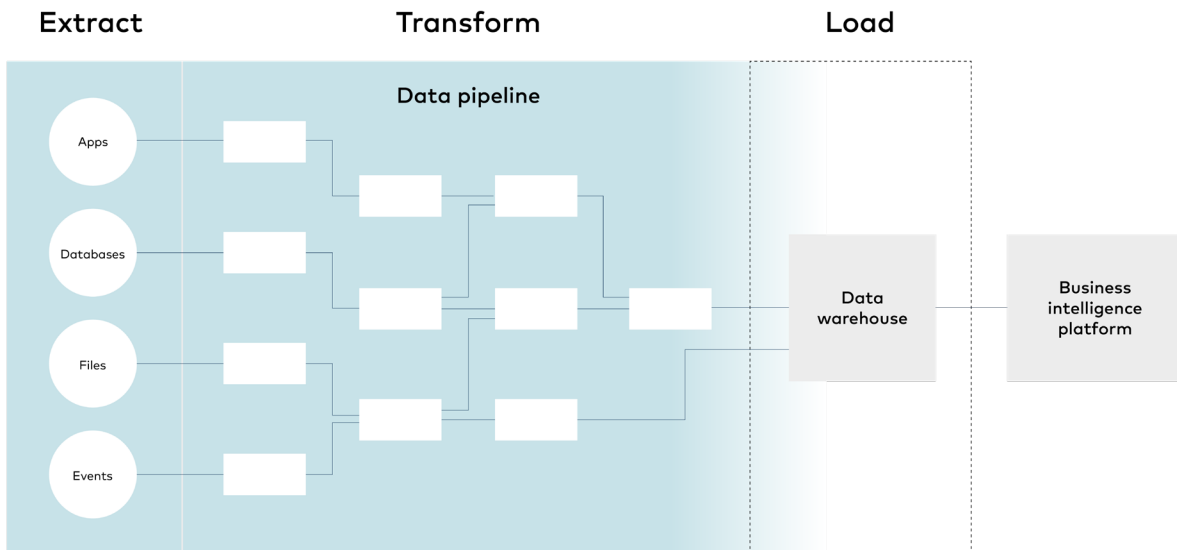 Extract
Transform
Load
Data pipeline
Apps
Databases
Files
Events
Data
warehouse
Business
intelligence
platform